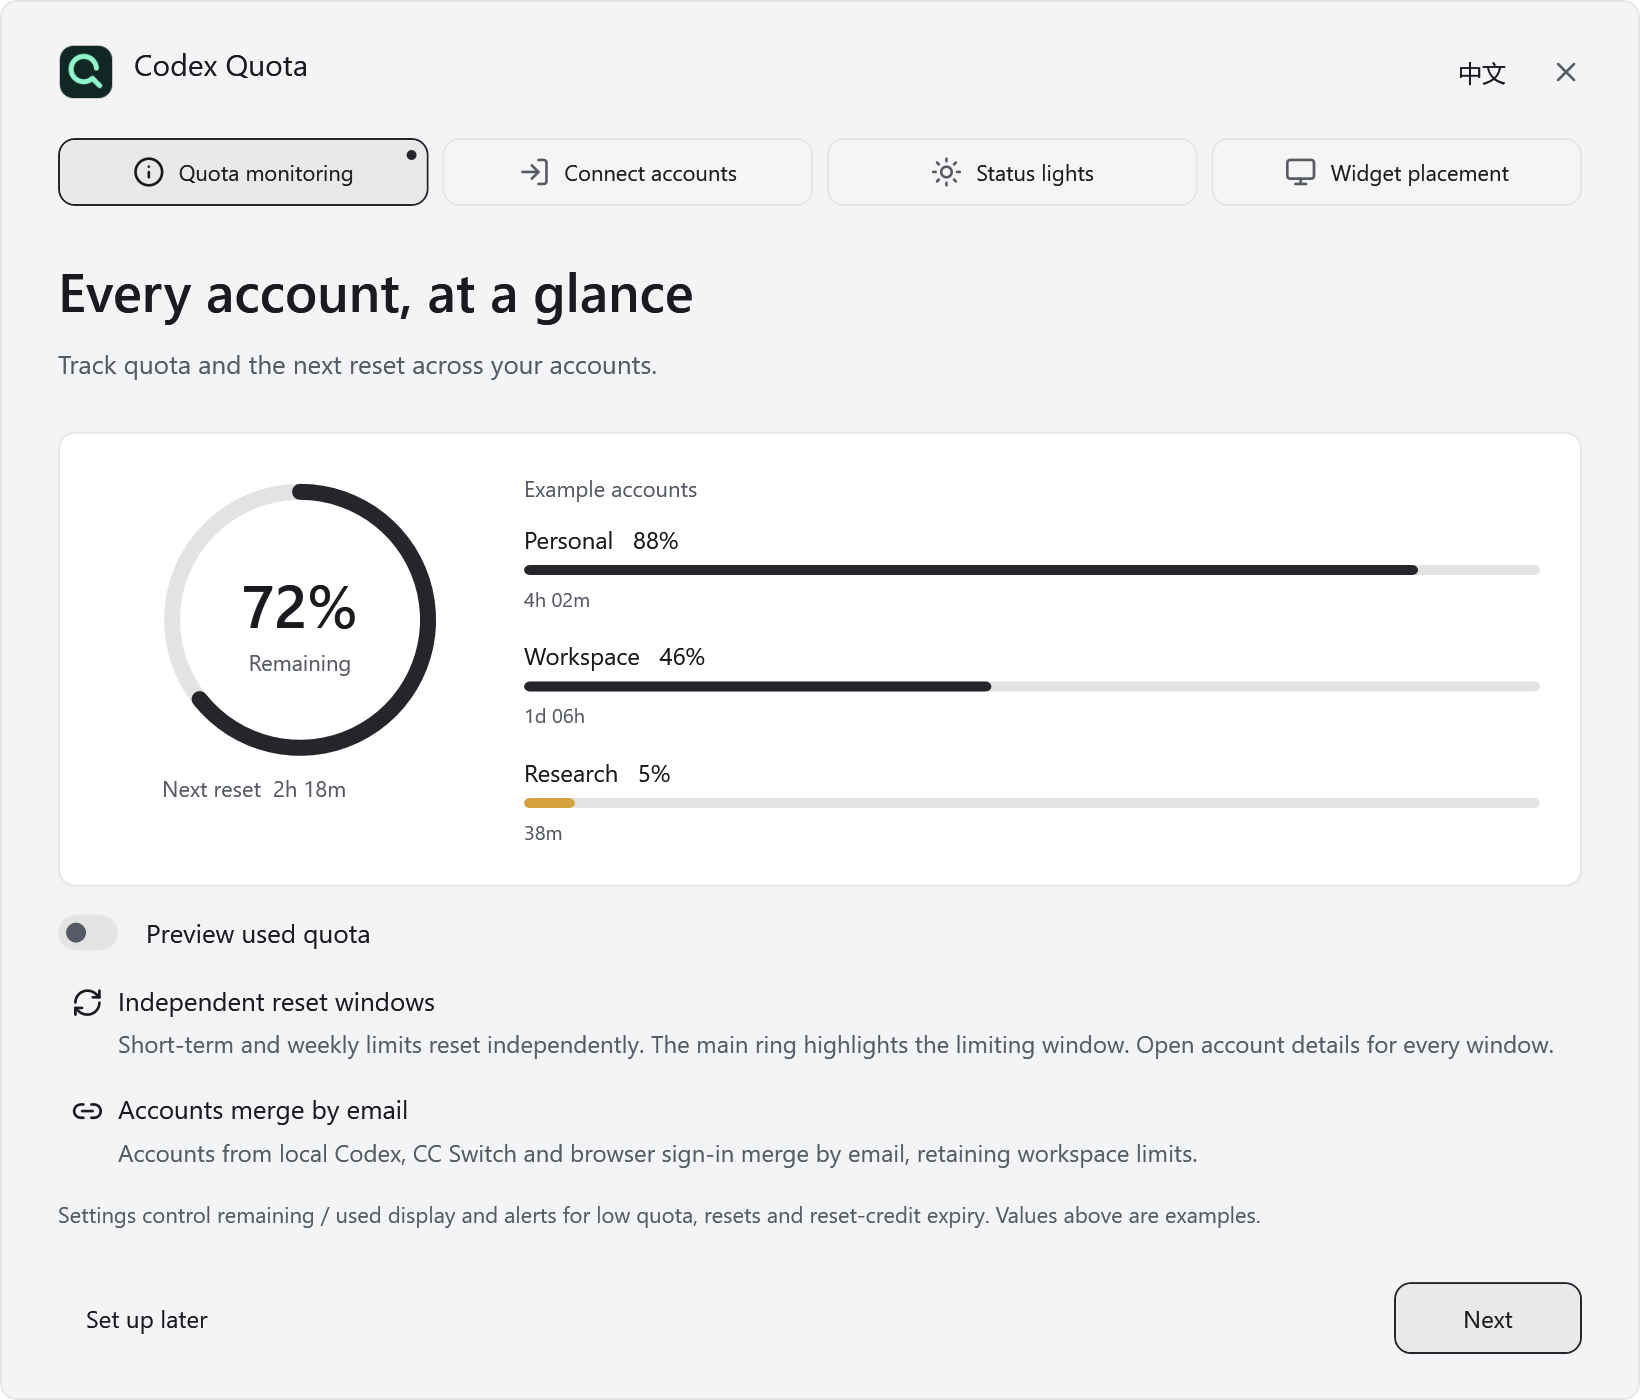 Codex Quota
中文
Quota monitoring
Connect accounts
Status lights
Widget placement
Every account, at a glance
Track quota and the next reset across your accounts.
72%
Remaining
Next reset 2h 18m
Example accounts
Personal 88%
4h 02m
Workspace 46%
1d 06h
Research 5%
38m
Preview used quota
Independent reset windows
Short-term and weekly limits reset independently. The main ring highlights the limiting window. Open account details for every window.
Accounts merge by email
Accounts from local Codex, CC Switch and browser sign-in merge by email, retaining workspace limits.
Settings control remaining / used display and alerts for low quota, resets and reset-credit expiry. Values above are examples.
Set up later
Next